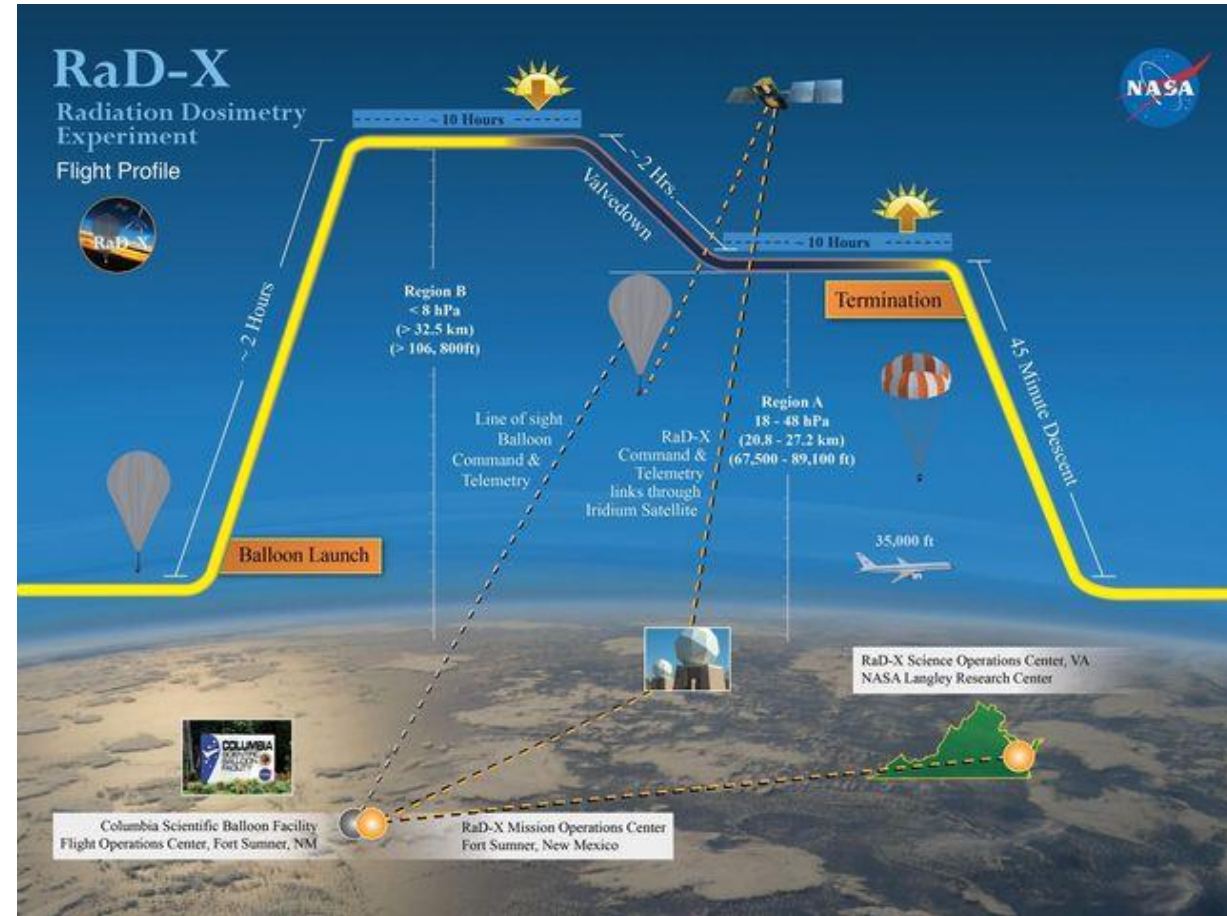 RaD-X
Radiation Dosimetry
Experiment
Flight Profile
RaD-X
NASA
~ 10 Hours
~ 2 Hrs.
Valvedown
~ 10 Hours
Termination
~ 2 Hours
Region B
< 8 hPa
(> 32.5 km)
(> 106, 800ft)
45 Minute Descent
Region A
18 - 48 hPa
(20.8 - 27.2 km)
(67,500 - 89,100 ft)
Line of sight
Balloon
Command &
Telemetry
RaD-X
Command &
Telemetry
links through
Iridium Satellite
Balloon Launch
35,000 ft
RaD-X Science Operations Center, VA
NASA Langley Research Center
COLUMBIA
SCIENTIFIC
BALLOON
FACILITY
Columbia Scientific Balloon Facility
Flight Operations Center, Fort Sumner, NM
RaD-X Mission Operations Center
Fort Sumner, New Mexico